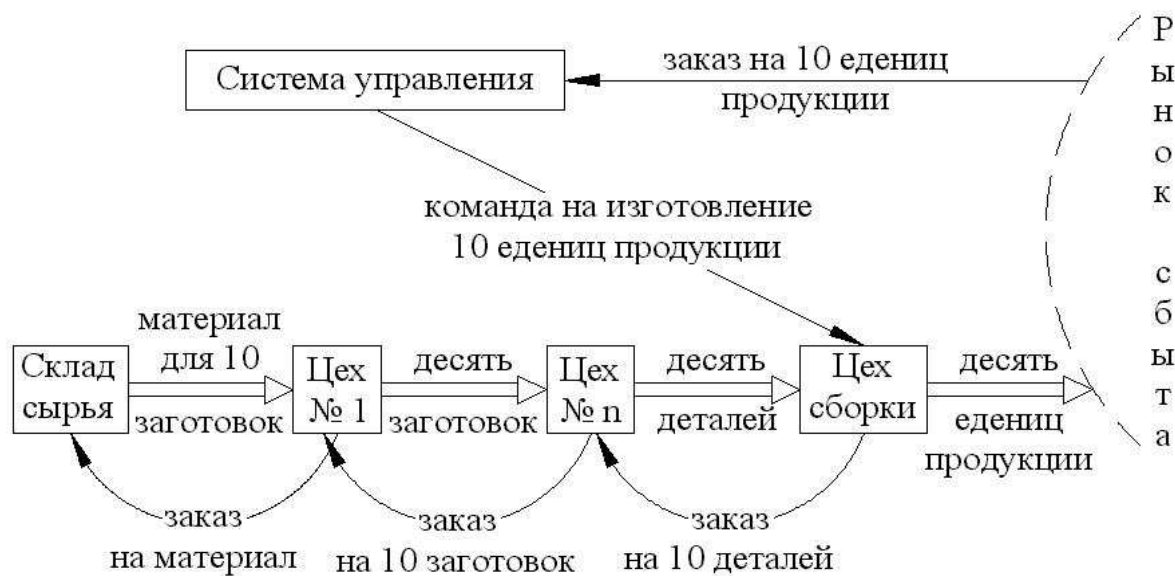 Система управления
заказ на 10 едениц
продукции
команда на изготовление
10 едениц продукции
Склад
сырья
материал
для 10
заготовок
Цех
№ 1
десять
заготовок
Цех
№ n
десять
деталей
Цех
сборки
десять
едениц
продукции
заказ
на материал
заказ
на 10 заготовок
заказ
на 10 деталей
Рынок сбыта